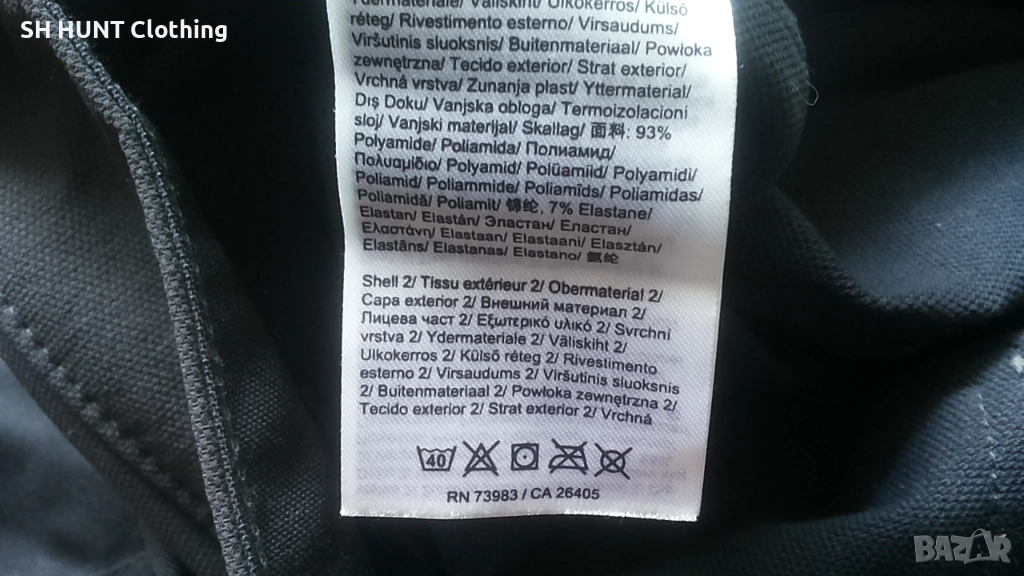 SH HUNT Clothing
Ydermateriale/ Väliskiht/ Ulkokerros/ Külső
réteg/ Rivestimento esterno/ Virsaudums/
Viršutinis sluoksnis/ Buitenmateriaal/ Powłoka
zewnętrzna/ Tecido exterior/ Strat exterior/
Vrchná vrstva/ Zunanja plast/ Yttermaterial/
Dış Doku/ Vanjska obloga/ Termoizolacioni
sloj/ Vanjski materijal/ Skallag/ 面料: 93%
Polyamide/ Poliamida/ Полиамид/
Πολυαμίδιο/ Polyamid/ Polüamiid/ Polyamidi/
Poliamid/ Poliammide/ Poliamīds/ Poliamidas/
Poliamidă/ Poliamit/ 锦纶, 7% Elastane/
Elastan/ Elastán/ Эластан/ Еластан/
Ελαστάνη/ Elastaan/ Elastaani/ Elasztán/
Elastāns/ Elastanas/ Elastano/ 氨纶
Shell 2/ Tissu extérieur 2/ Obermaterial 2/
Capa exterior 2/ Внешний материал 2/
Лицева част 2/ Εξωτερικό υλικό 2/ Svrchni
vrstva 2/ Ydermateriale 2/ Väliskiht 2/
Ulkokerros 2/ Külső réteg 2/ Rivestimento
esterno 2/ Virsaudums 2/ Viršutinis sluoksnis
2/ Buitenmateriaal 2/ Powłoka zewnętrzna 2/
Tecido exterior 2/ Strat exterior 2/ Vrchná
40
RN 73983 / CA 26405
BAZAR